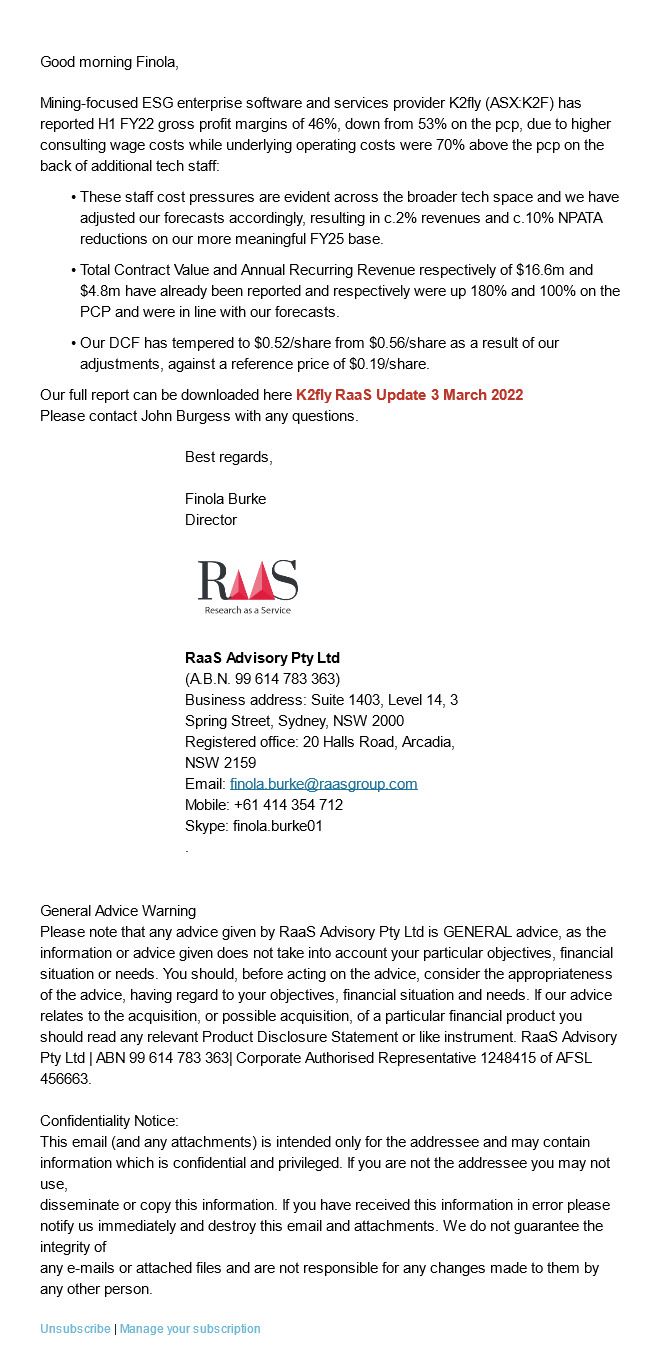 Good morning Finola,
Mining-focused ESG enterprise software and services provider K2fly (ASX:K2F) has
reported H1 FY22 gross profit margins of 46%, down from 53% on the pcp, due to higher
consulting wage costs while underlying operating costs were 70% above the pcp on the
back of additional tech staff:
• These staff cost pressures are evident across the broader tech space and we have
adjusted our forecasts accordingly, resulting in c.2% revenues and c.10% NPATA
reductions on our more meaningful FY25 base.
• Total Contract Value and Annual Recurring Revenue respectively of $16.6m and
$4.8m have already been reported and respectively were up 180% and 100% on the
PCP and were in line with our forecasts.
• Our DCF has tempered to $0.52/share from $0.56/share as a result of our
adjustments, against a reference price of $0.19/share.
Our full report can be downloaded here K2fly RaaS Update 3 March 2022
Please contact John Burgess with any questions.
Best regards,
Finola Burke
Director
RAAS
Research as a Service
RaaS Advisory Pty Ltd
(A.B.N. 99 614 783 363)
Business address: Suite 1403, Level 14, 3
Spring Street, Sydney, NSW 2000
Registered office: 20 Halls Road, Arcadia,
NSW 2159
Email: finola.burke@raasgroup.com
Mobile: +61 414 354 712
Skype: finola.burke01
.
General Advice Warning
Please note that any advice given by RaaS Advisory Pty Ltd is GENERAL advice, as the
information or advice given does not take into account your particular objectives, financial
situation or needs. You should, before acting on the advice, consider the appropriateness
of the advice, having regard to your objectives, financial situation and needs. If our advice
relates to the acquisition, or possible acquisition, of a particular financial product you
should read any relevant Product Disclosure Statement or like instrument. RaaS Advisory
Pty Ltd | ABN 99 614 783 363| Corporate Authorised Representative 1248415 of AFSL
456663.
Confidentiality Notice:
This email (and any attachments) is intended only for the addressee and may contain
information which is confidential and privileged. If you are not the addressee you may not
use,
disseminate or copy this information. If you have received this information in error please
notify us immediately and destroy this email and attachments. We do not guarantee the
integrity of
any e-mails or attached files and are not responsible for any changes made to them by
any other person.
Unsubscribe | Manage your subscription